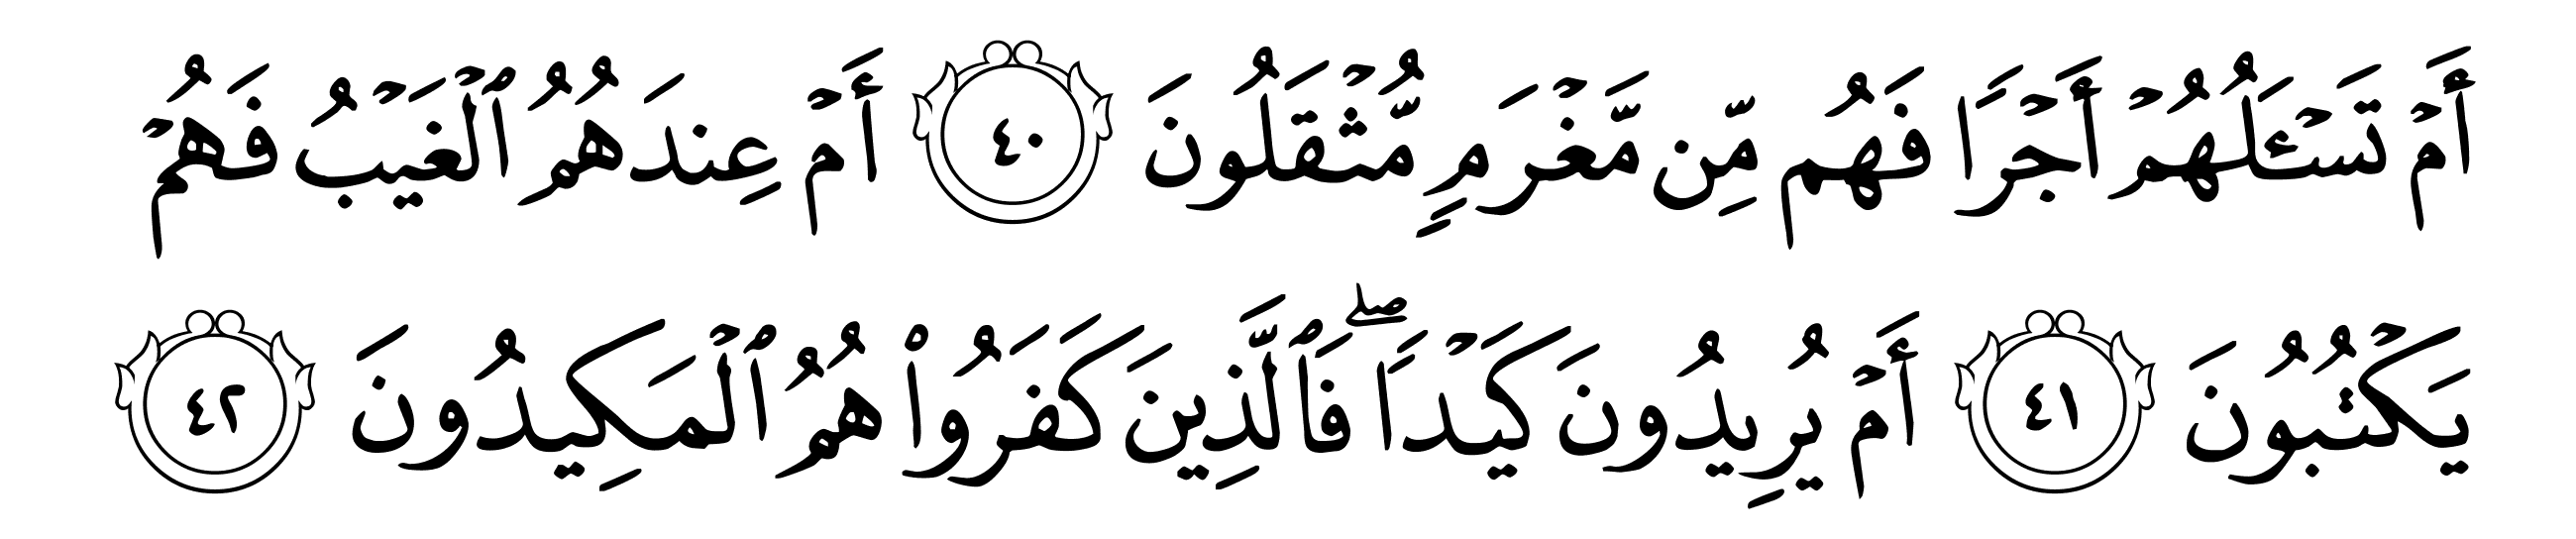 أَمۡ تَسۡـَٔلُهُمۡ أَجۡرٗا فَهُم مِّن مَّغۡرَمٖ مُّثۡقَلُونَ ٤٠ أَمۡ عِندَهُمُ ٱلۡغَيۡبُ فَهُمۡ
يَكۡتُبُونَ ٤١ أَمۡ يُرِيدُونَ كَيۡدٗاۖ فَٱلَّذِينَ كَفَرُواْ هُمُ ٱلۡمَكِيدُونَ ٤٢